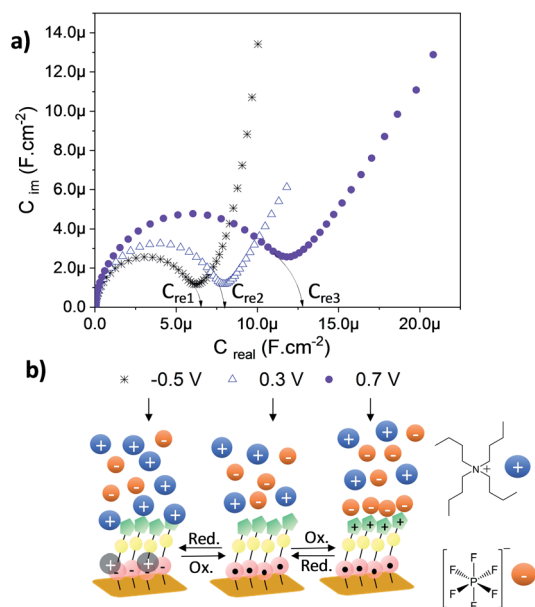 a)
14.0µ
12.0µ
10.0µ
8.0µ
6.0µ
4.0µ
2.0µ
0.0
C im (F.cm-2)
Cre1 Cre2 Cre3
0.0 5.0µ 10.0µ 15.0µ 20.0µ
C real (F.cm-2)
b)
-0.5 V 0.3 V 0.7 V
Red. Ox.
Ox. Red.
N +
+
F F F
P
F F F
−
-